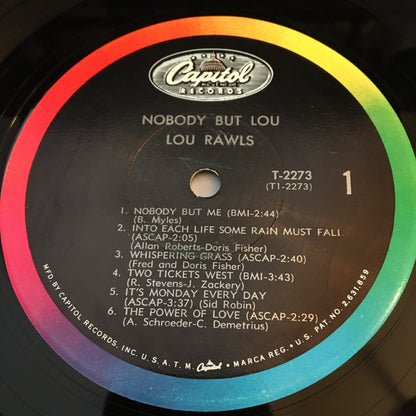 Capitol
RECORDS
NOBODY BUT LOU
LOU RAWLS
T-2273
(T1-2273)
1
1. NOBODY BUT ME (BMI-2:44)
(B. Myles)
2. INTO EACH LIFE SOME RAIN MUST FALL
(ASCAP-2:05)
(Allan Roberts-Doris Fisher)
3. WHISPERING GRASS (ASCAP-2:40)
(Fred and Doris Fisher)
4. TWO TICKETS WEST (BMI-3:43)
(R. Stevens-J. Zackery)
5. IT'S MONDAY EVERY DAY
(ASCAP-3:37) (Sid Robin)
6. THE POWER OF LOVE (ASCAP-2:29)
(A. Schroeder-C. Demetrius)
MFD. BY CAPITOL RECORDS, INC. U.S.A. T.M. Capitol MARCA REG. • U.S. PAT. NO. 2,631,859